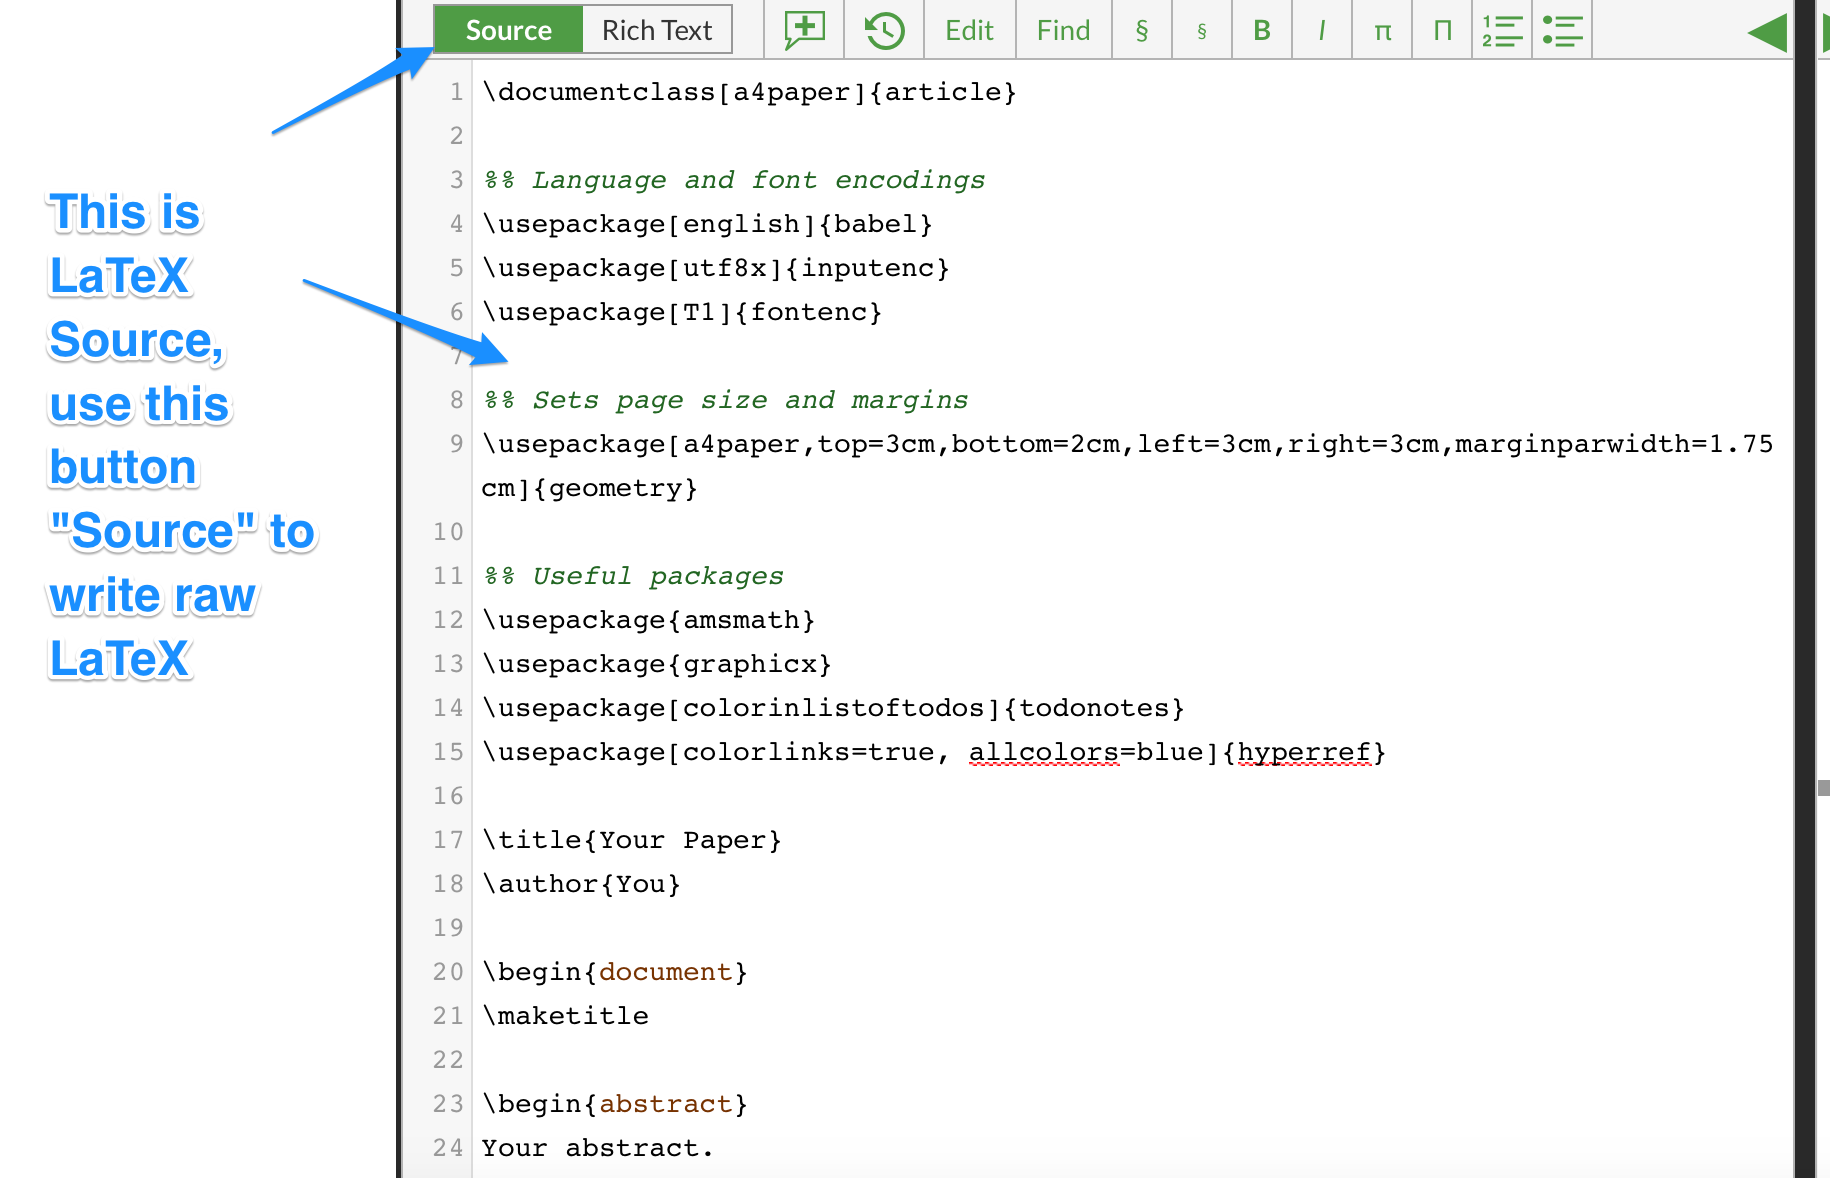 Source Rich Text Edit Find § § B I π Π
This is
LaTeX
Source,
use this
button
"Source" to
write raw
LaTeX
1 \documentclass[a4paper]{article}
2
3 %% Language and font encodings
4 \usepackage[english]{babel}
5 \usepackage[utf8x]{inputenc}
6 \usepackage[T1]{fontenc}
7
8 %% Sets page size and margins
9 \usepackage[a4paper,top=3cm,bottom=2cm,left=3cm,right=3cm,marginparwidth=1.75
cm]{geometry}
10
11 %% Useful packages
12 \usepackage{amsmath}
13 \usepackage{graphicx}
14 \usepackage[colorinlistoftodos]{todonotes}
15 \usepackage[colorlinks=true, allcolors=blue]{hyperref}
16
17 \title{Your Paper}
18 \author{You}
19
20 \begin{document}
21 \maketitle
22
23 \begin{abstract}
24 Your abstract.